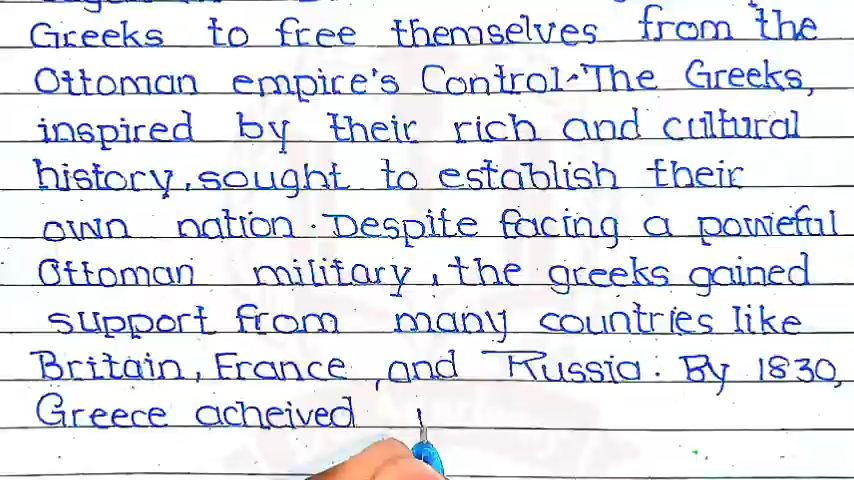 Greeks to free themselves from the
Ottoman empire's Control. The Greeks,
inspired by their rich and cultural
history, sought to establish their
own nation. Despite facing a poweful
Ottoman military, the greeks gained
support from many countries like
Britain, France, and Russia. By 1830,
Greece acheived